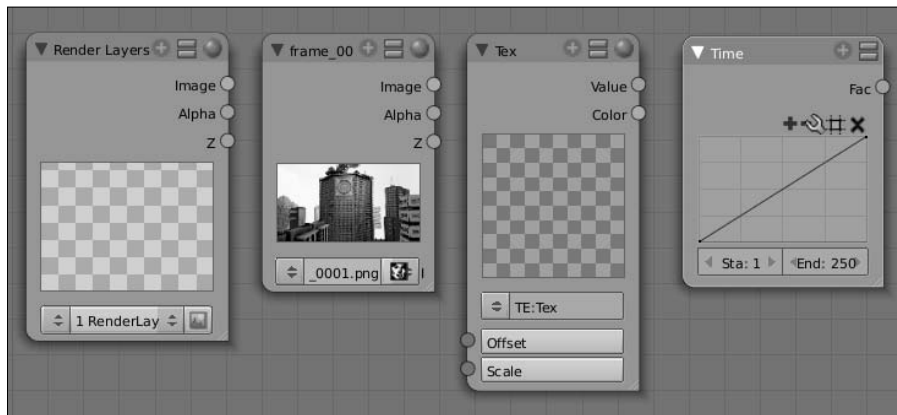 Render Layers
Image
Alpha
Z
1 RenderLay
frame_00
Image
Alpha
Z
_0001.png
Tex
Value
Color
TE:Tex
Offset
Scale
Time
Fac
Sta: 1
End: 250